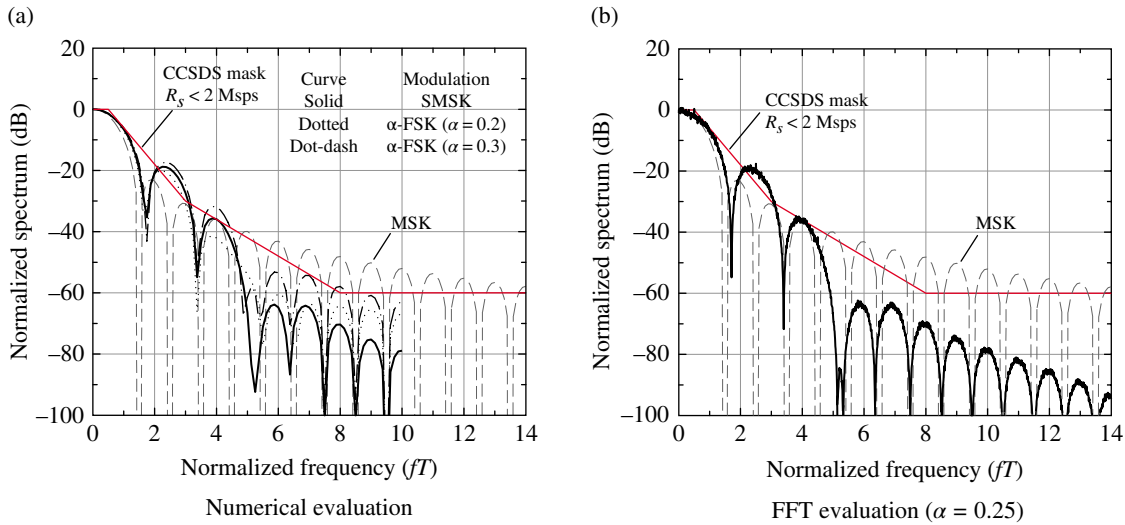 (a)
20
0
–20
–40
–60
–80
–100
Normalized spectrum (dB)
CCSDS mask
Rs < 2 Msps
Curve Modulation
Solid SMSK
Dotted α-FSK (α = 0.2)
Dot-dash α-FSK (α = 0.3)
MSK
0 2 4 6 8 10 12 14
Normalized frequency (fT)
Numerical evaluation
(b)
20
0
–20
–40
–60
–80
–100
Normalized spectrum (dB)
CCSDS mask
Rs < 2 Msps
MSK
0 2 4 6 8 10 12 14
Normalized frequency (fT)
FFT evaluation (α = 0.25)